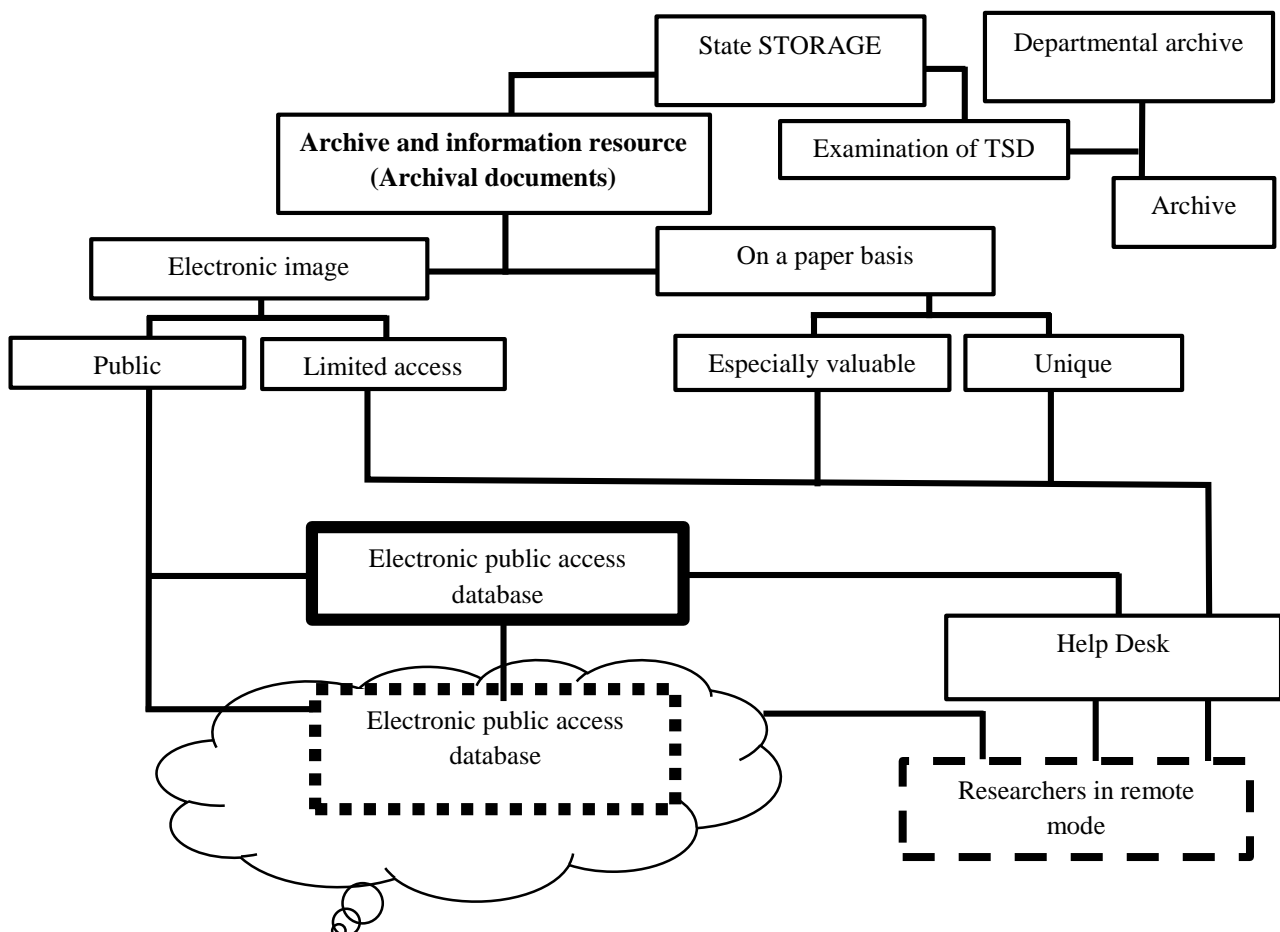 State STORAGE
Departmental archive
Archive and information resource
(Archival documents)
Examination of TSD
Archive
Electronic image
On a paper basis
Public
Limited access
Especially valuable
Unique
Electronic public access
database
Help Desk
Electronic public access
database
Researchers in remote
mode